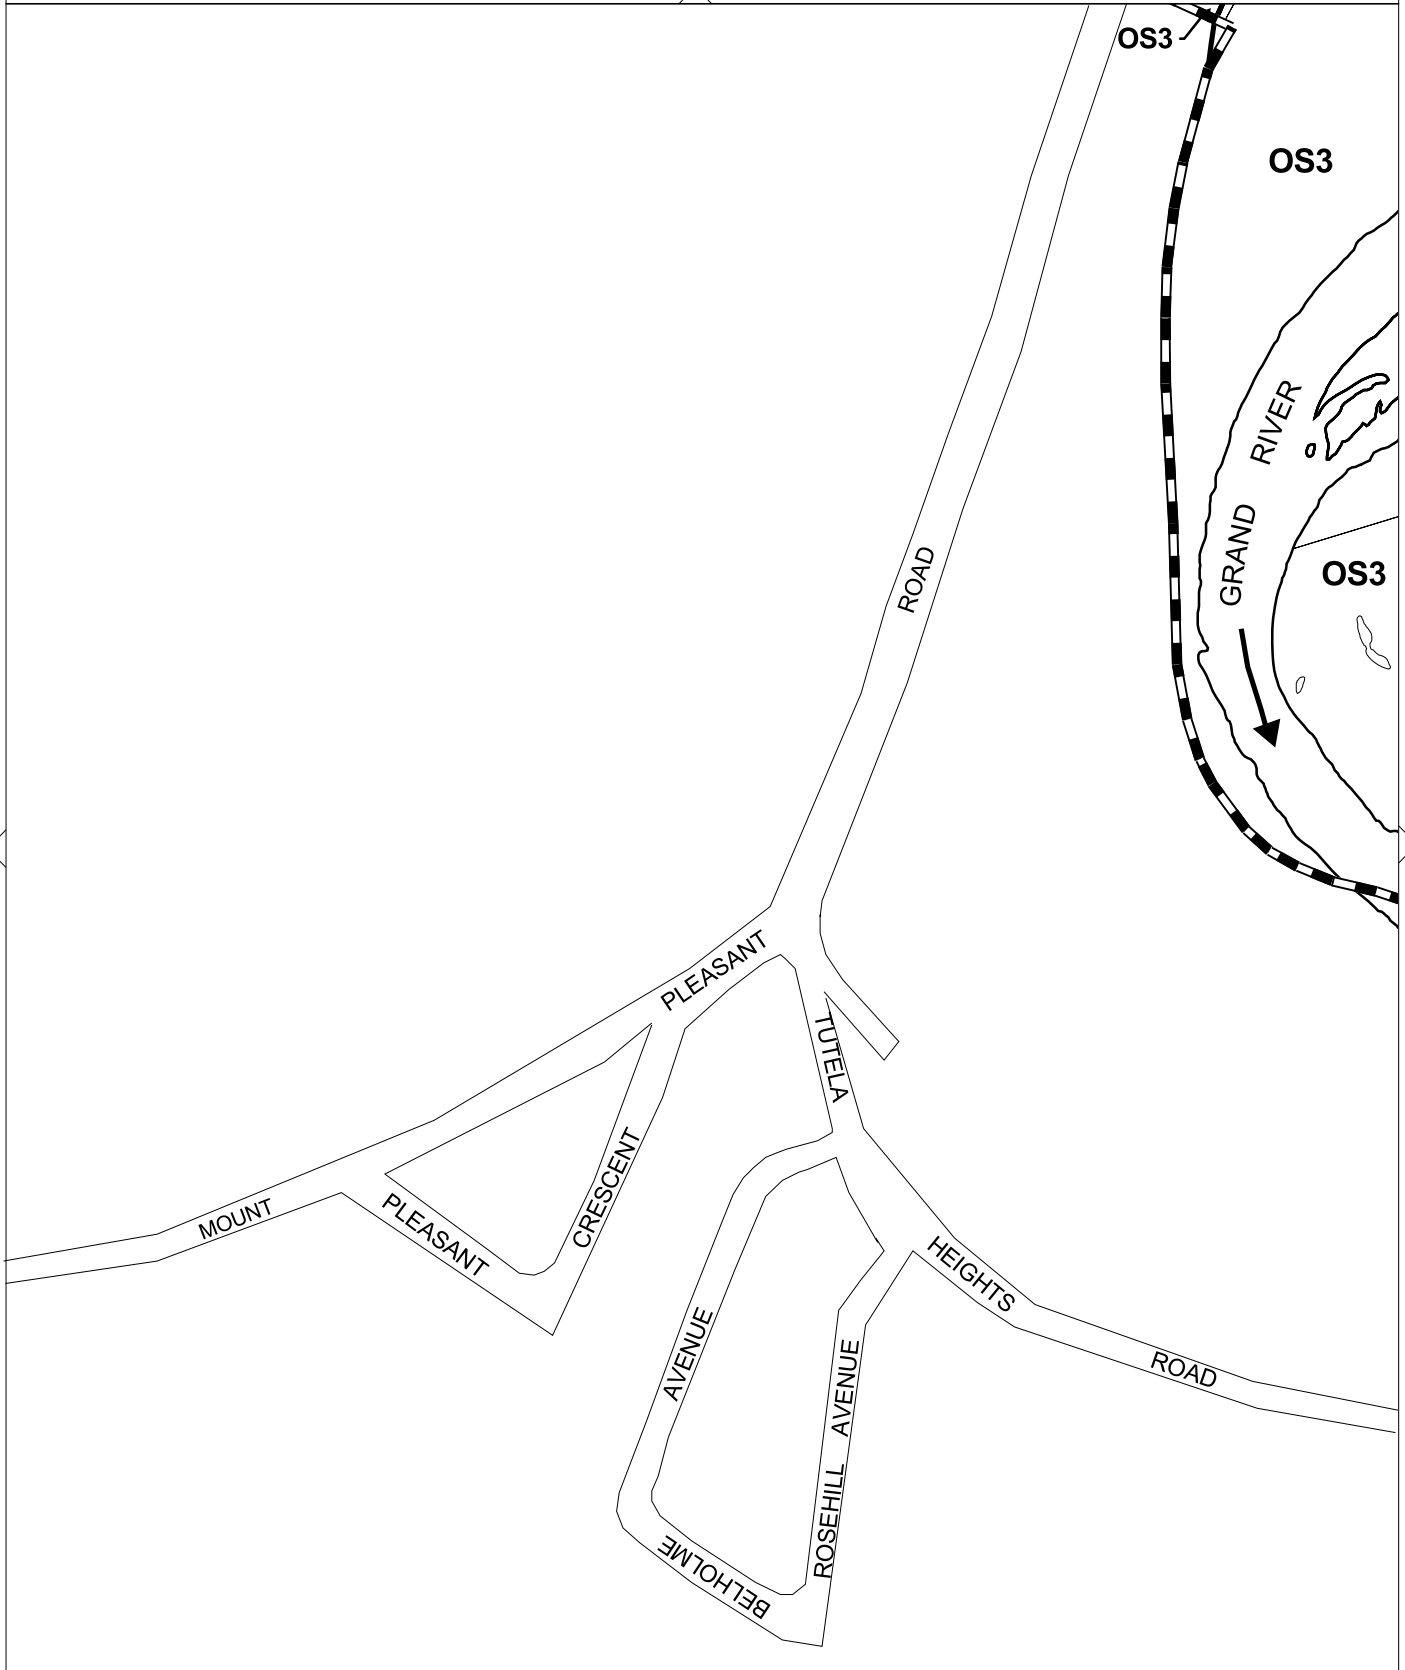 OS3
OS3
GRAND RIVER
OS3
ROAD
PLEASANT
MOUNT
TUTELA
CRESCENT
PLEASANT
HEIGHTS
ROAD
AVENUE
AVENUE
ROSEHILL
BELHOLME